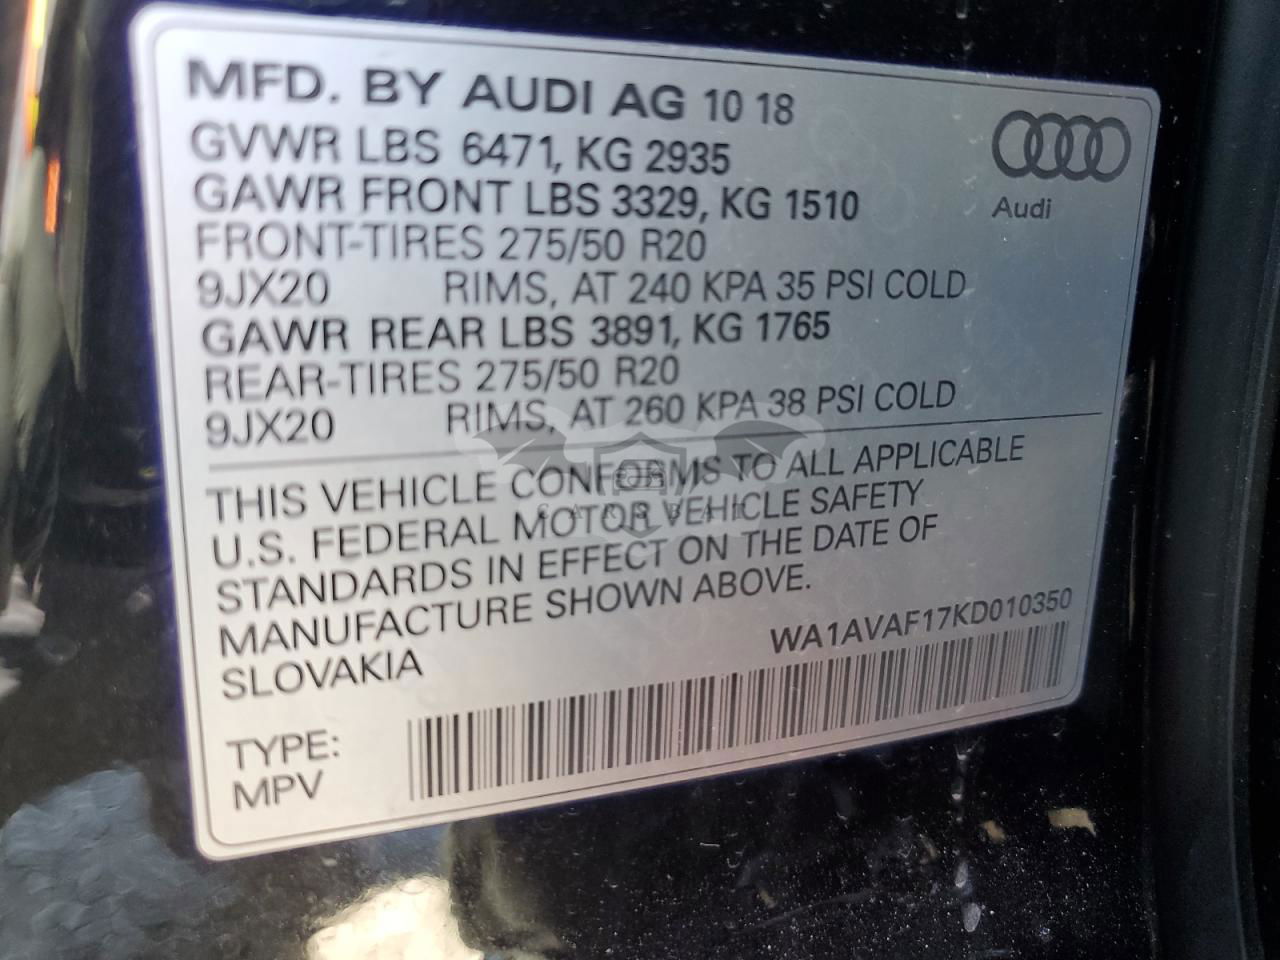 MFD. BY AUDI AG 10 18
GVWR LBS 6471, KG 2935
GAWR FRONT LBS 3329, KG 1510
FRONT-TIRES 275/50 R20
9JX20 RIMS, AT 240 KPA 35 PSI COLD
GAWR REAR LBS 3891, KG 1765
REAR-TIRES 275/50 R20
9JX20 RIMS, AT 260 KPA 38 PSI COLD
Audi
THIS VEHICLE CONFORMS TO ALL APPLICABLE
U.S. FEDERAL MOTOR VEHICLE SAFETY
STANDARDS IN EFFECT ON THE DATE OF
MANUFACTURE SHOWN ABOVE.
SLOVAKIA
WA1AVAF17KD010350
TYPE:
MPV